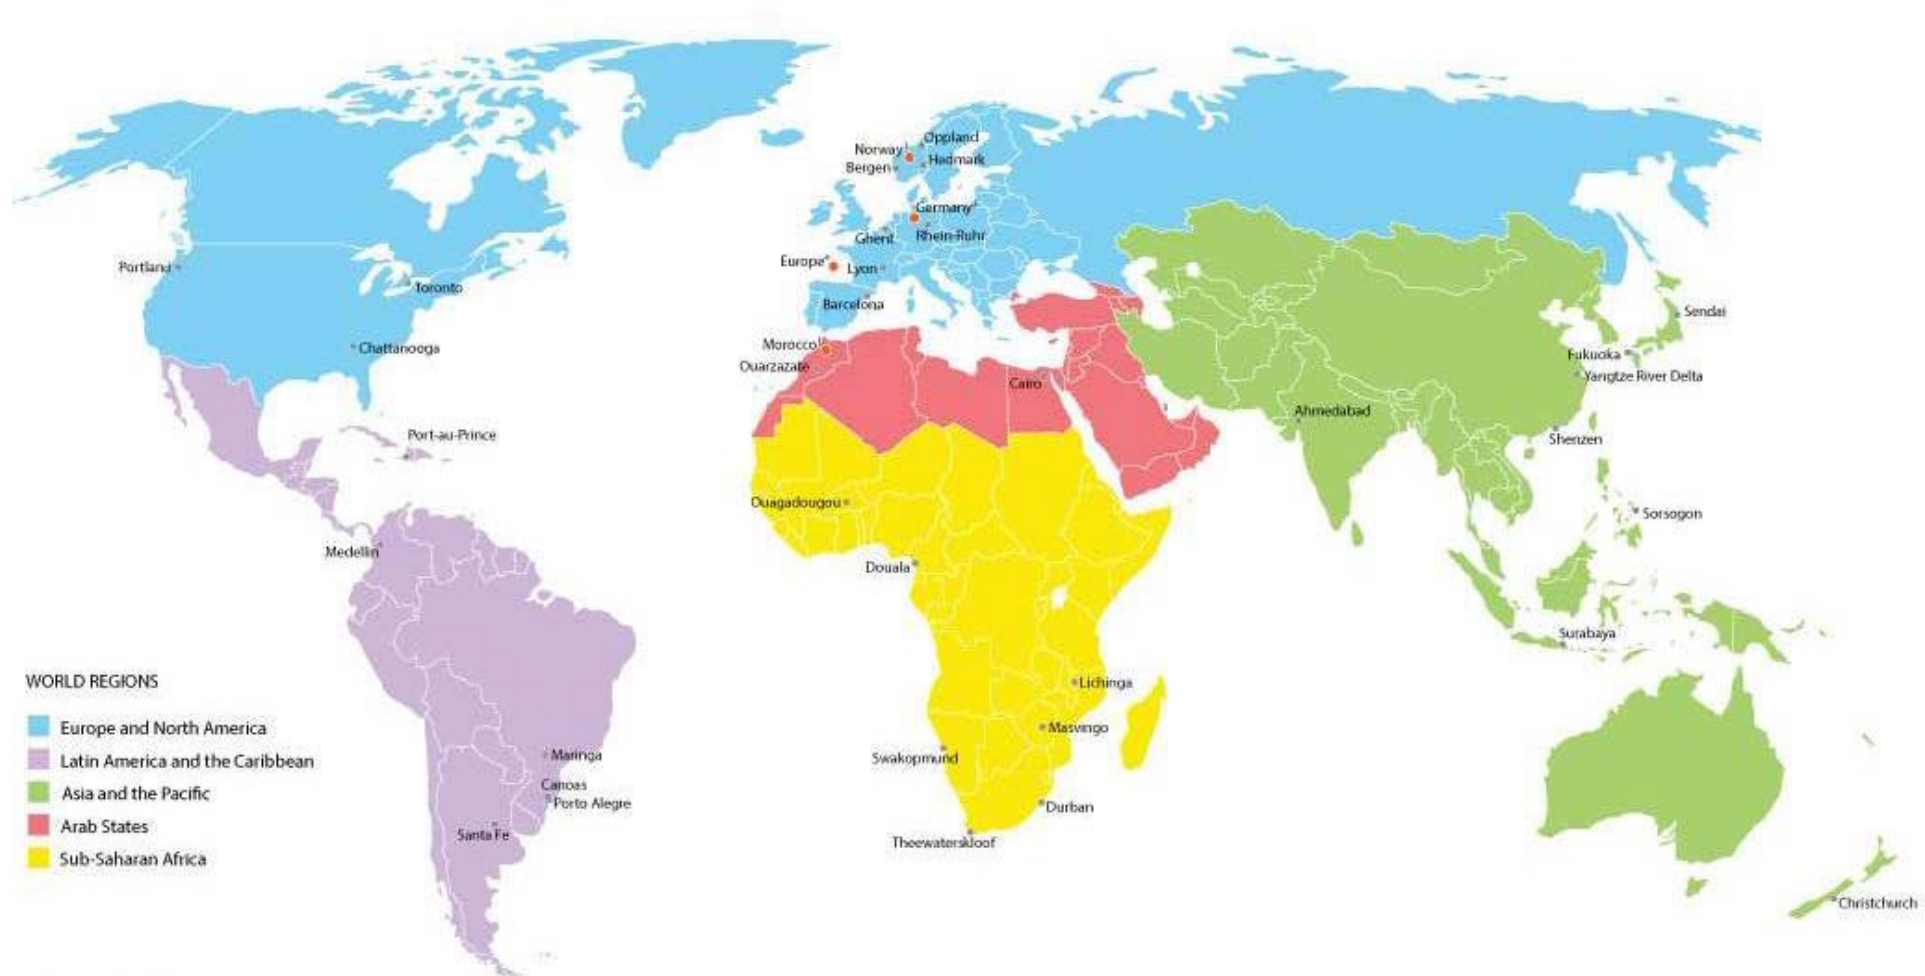 Oppland
Norway¹
Hedmark
Bergen
Germany²
Ghent
Rhein-Ruhr
Europe³
Lyon
Portland
Toronto
Barcelona
Sendai
Morocco
Chattanooga
Fukuoka
Ouarzazate
Yangtze River Delta
Cairo
Ahmedabad
Port-au-Prince
Shenzen
Ouagadougou
Sorsogon
Medellin
Douala
Surabaya
WORLD REGIONS
Europe and North America
Latin America and the Caribbean
Asia and the Pacific
Arab States
Sub-Saharan Africa
Lichinga
Masvingo
Maringa
Swakopmund
Canoas
Porto Alegre
Durban
Santa Fe
Theewaterskloof
Christchurch